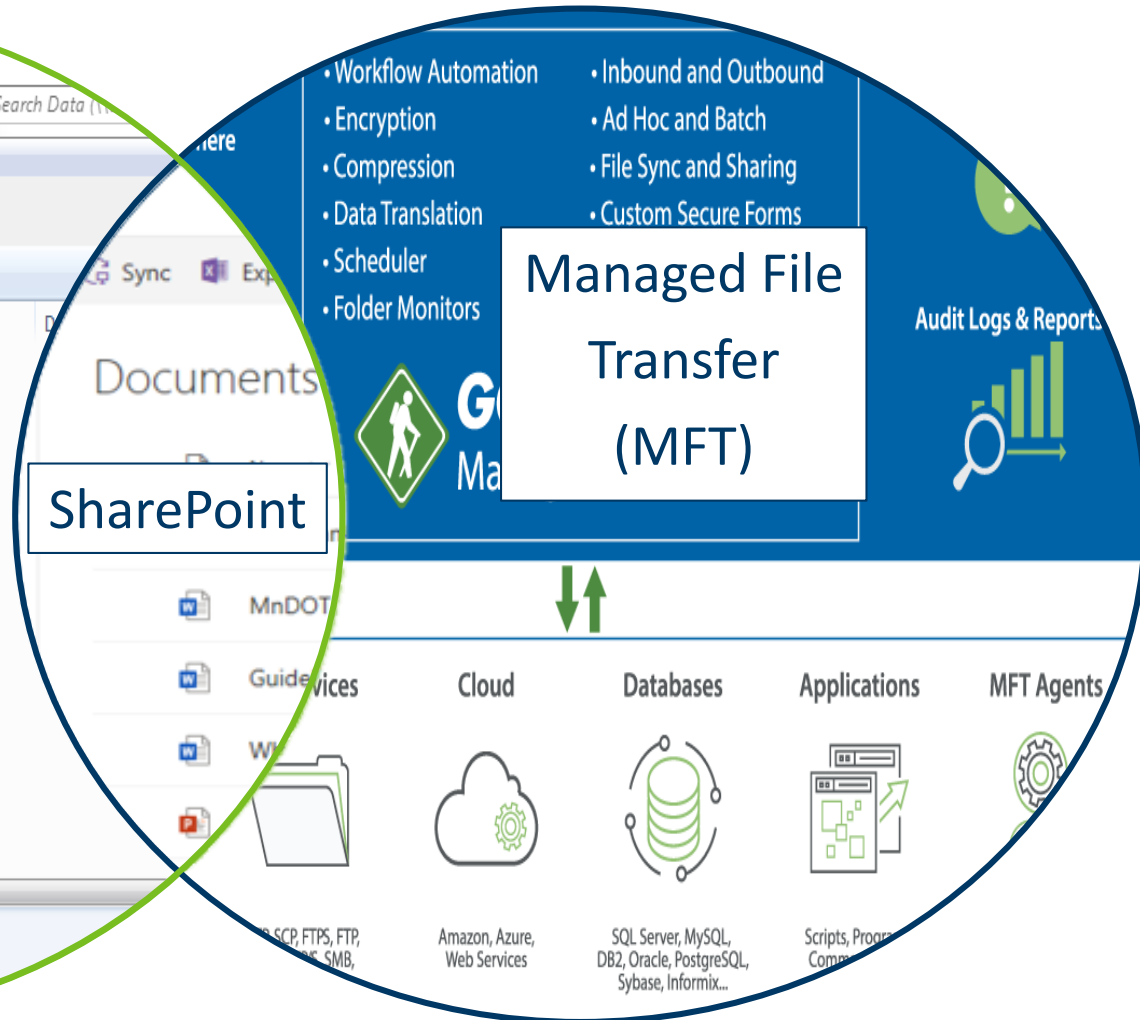 Search Data
here
• Workflow Automation
• Encryption
• Compression
• Data Translation
• Scheduler
• Folder Monitors
• Inbound and Outbound
• Ad Hoc and Batch
• File Sync and Sharing
• Custom Secure Forms
Sync
Documents
SharePoint
Managed File
Transfer
(MFT)
Audit Logs & Reports
MnDOT
Guide
Cloud
Databases
Applications
MFT Agents
SCP, FTPS, FTP,
SMB,
Amazon, Azure,
Web Services
SQL Server, MySQL,
DB2, Oracle, PostgreSQL,
Sybase, Informix...
Scripts,